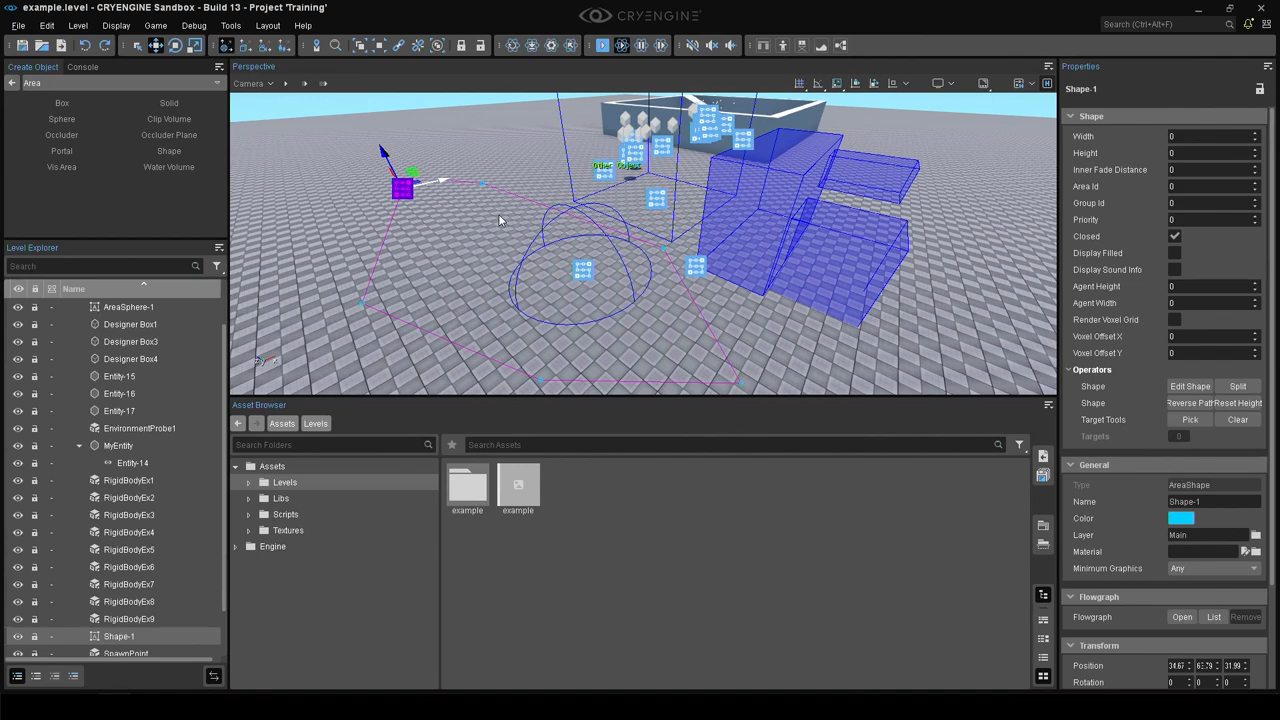 example.level - CRYENGINE Sandbox - Build 13 - Project 'Training'
CRYENGINE
File Edit Level Display Game Debug Tools Layout Help
Search (Ctrl+Alt+F)
Create Object Console
Area
Box Solid
Sphere Clip Volume
Occluder Occluder Plane
Portal Shape
Vis Area Water Volume
Level Explorer
Search
Name
AreaSphere-1
Designer Box1
Designer Box3
Designer Box4
Entity-15
Entity-16
Entity-17
EnvironmentProbe1
MyEntity
Entity-14
RigidBodyEx1
RigidBodyEx2
RigidBodyEx3
RigidBodyEx4
RigidBodyEx5
RigidBodyEx6
RigidBodyEx7
RigidBodyEx8
RigidBodyEx9
Shape-1
SpawnPoint
Perspective
Camera
Other Object
Asset Browser
Assets Levels
Search Folders
Search Assets
Assets
Levels
Libs
Scripts
Textures
Engine
example
example
Properties
Shape-1
Shape
Width 0
Height 0
Inner Fade Distance 0
Area Id 0
Group Id 0
Priority 0
Closed
Display Filled
Display Sound Info
Agent Height 0
Agent Width 0
Render Voxel Grid
Voxel Offset X 0
Voxel Offset Y 0
Operators
Shape Edit Shape Split
Shape Reverse Path Reset Height
Target Tools Pick Clear
Targets 0
General
Type AreaShape
Name Shape-1
Color
Layer Main
Material
Minimum Graphics Any
Flowgraph
Flowgraph Open List Remove
Transform
Position 34.67 31.99
Rotation 0 0 0